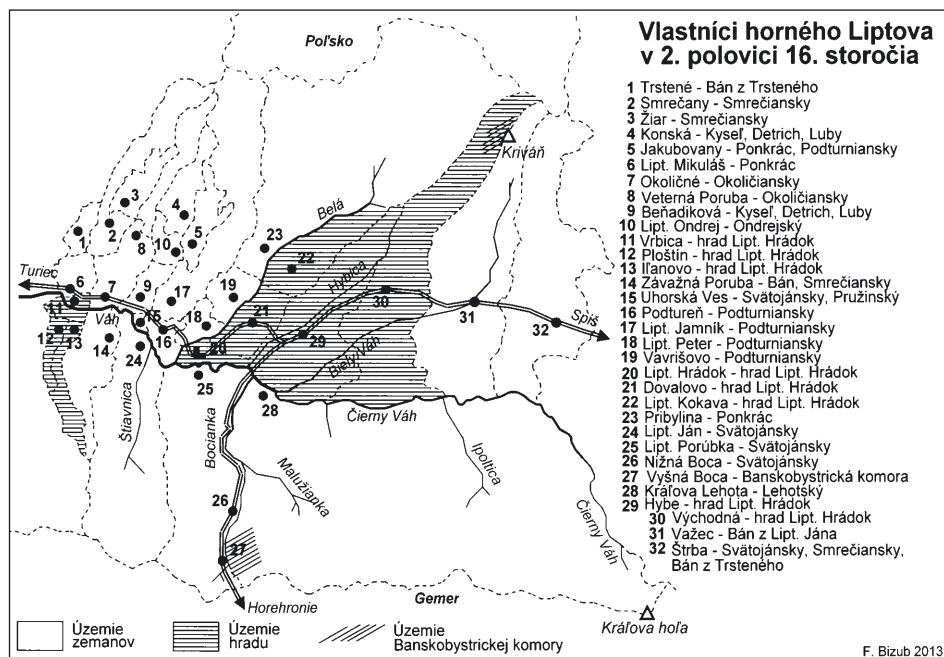 Vlastníci horného Liptova
v 2. polovici 16. storočia
1 Trstené - Bán z Trsteného
2 Smrečany - Smrečiansky
3 Žiar - Smrečiansky
4 Konská - Kyseľ, Detrich, Luby
5 Jakubovany - Ponkrác, Podturniansky
6 Lipt. Mikuláš - Ponkrác
7 Okoličné - Okoličiansky
8 Veterná Poruba - Okoličiansky
9 Beňadiková - Kyseľ, Detrich, Luby
10 Lipt. Ondrej - Ondrejský
11 Vrbica - hrad Lipt. Hrádok
12 Ploštín - hrad Lipt. Hrádok
13 Iľanovo - hrad Lipt. Hrádok
14 Závažná Poruba - Bán, Smrečiansky
15 Uhorská Ves - Svätojánsky, Pružinský
16 Podtureň - Podturniansky
17 Lipt. Jamník - Podturniansky
18 Lipt. Peter - Podturniansky
19 Vavrišovo - Podturniansky
20 Lipt. Hrádok - hrad Lipt. Hrádok
21 Dovalovo - hrad Lipt. Hrádok
22 Lipt. Kokava - hrad Lipt. Hrádok
23 Pribylina - Ponkrác
24 Lipt. Ján - Svätojánsky
25 Lipt. Porúbka - Svätojánsky
26 Nižná Boca - Svätojánsky
27 Vyšná Boca - Banskobystrická komora
28 Kráľova Lehota - Lehotský
29 Hybe - hrad Lipt. Hrádok
30 Východná - hrad Lipt. Hrádok
31 Važec - Bán z Lipt. Jána
32 Štrba - Svätojánsky, Smrečiansky,
Bán z Trsteného
Poľsko
Kriváň
3
4
Belá
1
2
8
10
5
23
22
Hybica
Turiec
6
7
9
17
19
30
31
32
Spiš
11
Váh
15
18
21
12
13
14
24
16
20
29
Biely Váh
25
28
Čierny Váh
Štiavnica
Bocianka
Malužiapka
Ipoltica
Čierny Váh
26
27
Horehronie
Gemer
Kráľova hoľa
Územie
zemanov
Územie
hradu
Územie
Banskobystrickej komory
F. Bizub 2013